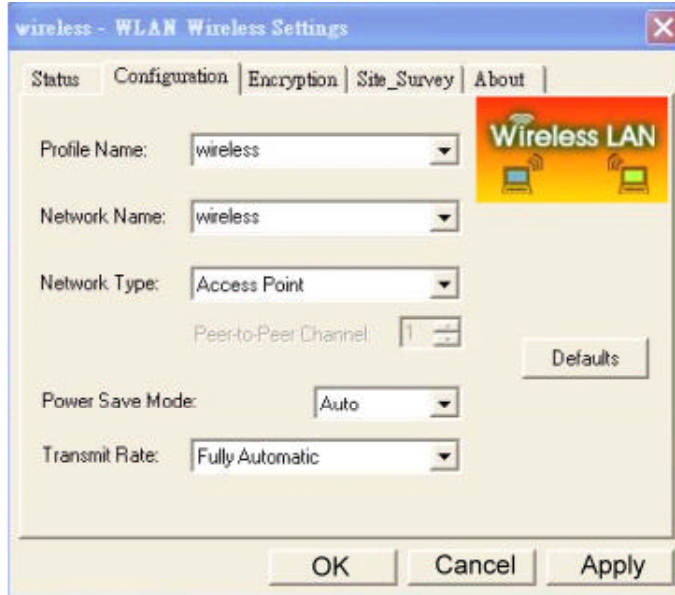 wireless - WLAN Wireless Settings
Status Configuration Encryption Site_Survey About
Wireless LAN
Profile Name: wireless
Network Name: wireless
Network Type: Access Point
Peer-to-Peer Channel: 1
Defaults
Power Save Mode: Auto
Transmit Rate: Fully Automatic
OK Cancel Apply